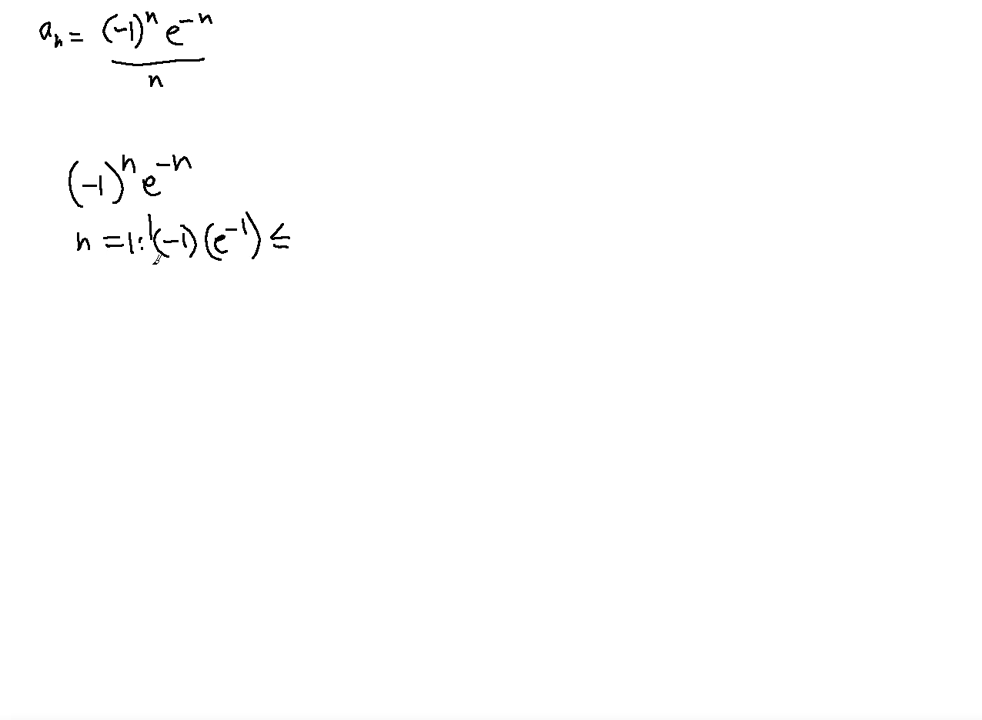 aₙ = (-1)ⁿ e⁻ⁿ
n
(-1)ⁿ e⁻ⁿ
n = 1: |(-1)(e⁻¹) ≤